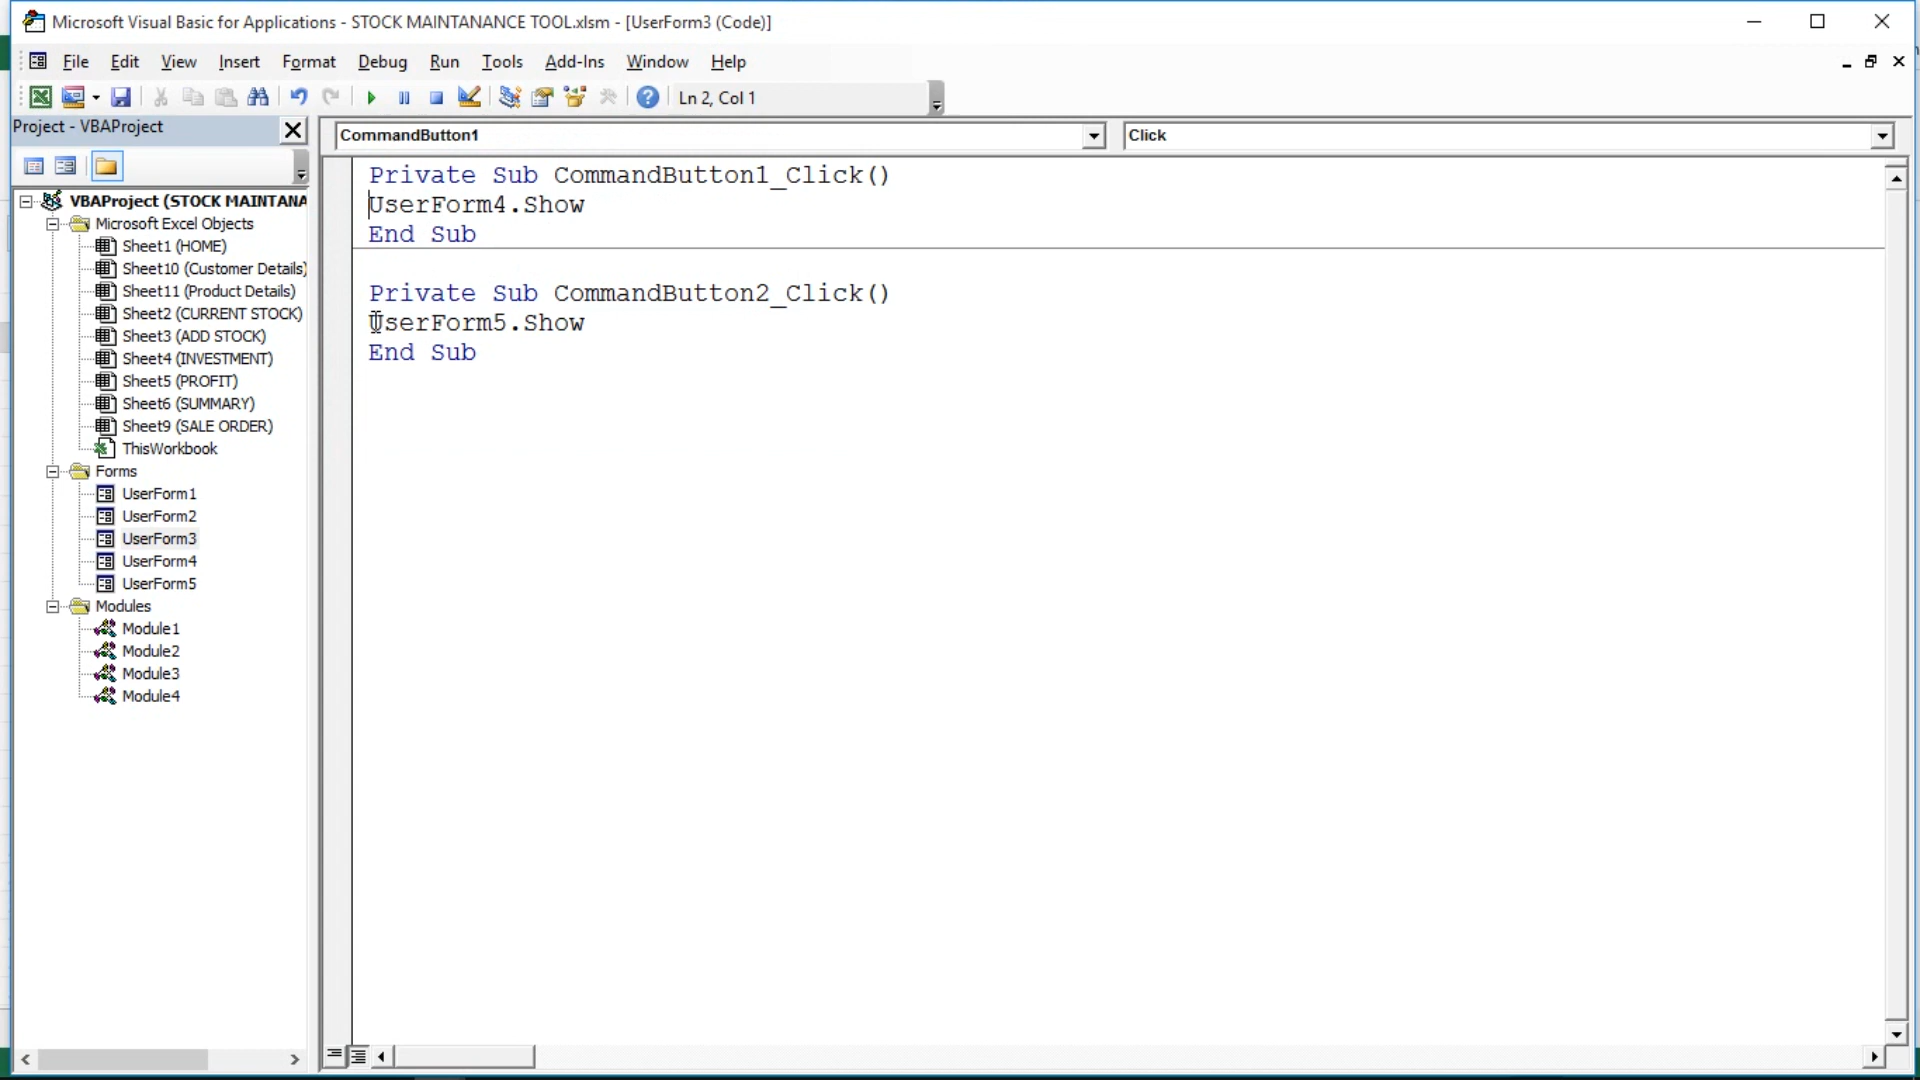 Microsoft Visual Basic for Applications - STOCK MAINTANANCE TOOL.xlsm - [UserForm3 (Code)]
File Edit View Insert Format Debug Run Tools Add-Ins Window Help
Ln 2, Col 1
Project - VBAProject
CommandButton1
Click
VBAProject (STOCK MAINTANA
Microsoft Excel Objects
Sheet1 (HOME)
Sheet10 (Customer Details)
Sheet11 (Product Details)
Sheet2 (CURRENT STOCK)
Sheet3 (ADD STOCK)
Sheet4 (INVESTMENT)
Sheet5 (PROFIT)
Sheet6 (SUMMARY)
Sheet9 (SALE ORDER)
ThisWorkbook
Forms
UserForm1
UserForm2
UserForm3
UserForm4
UserForm5
Modules
Module1
Module2
Module3
Module4
Private Sub CommandButton1_Click()
UserForm4.Show
End Sub
Private Sub CommandButton2_Click()
UserForm5.Show
End Sub